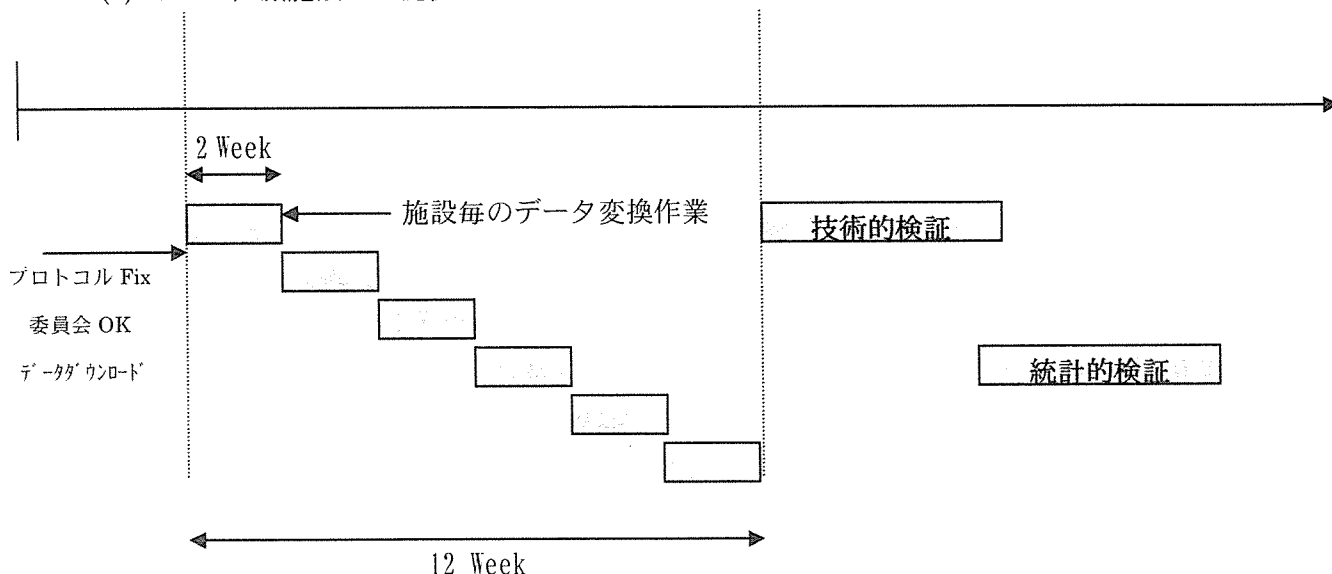 2 Week
施設毎のデータ変換作業
技術的検証
プロトコル Fix
委員会 OK
データダウンロード
統計的検証
12 Week